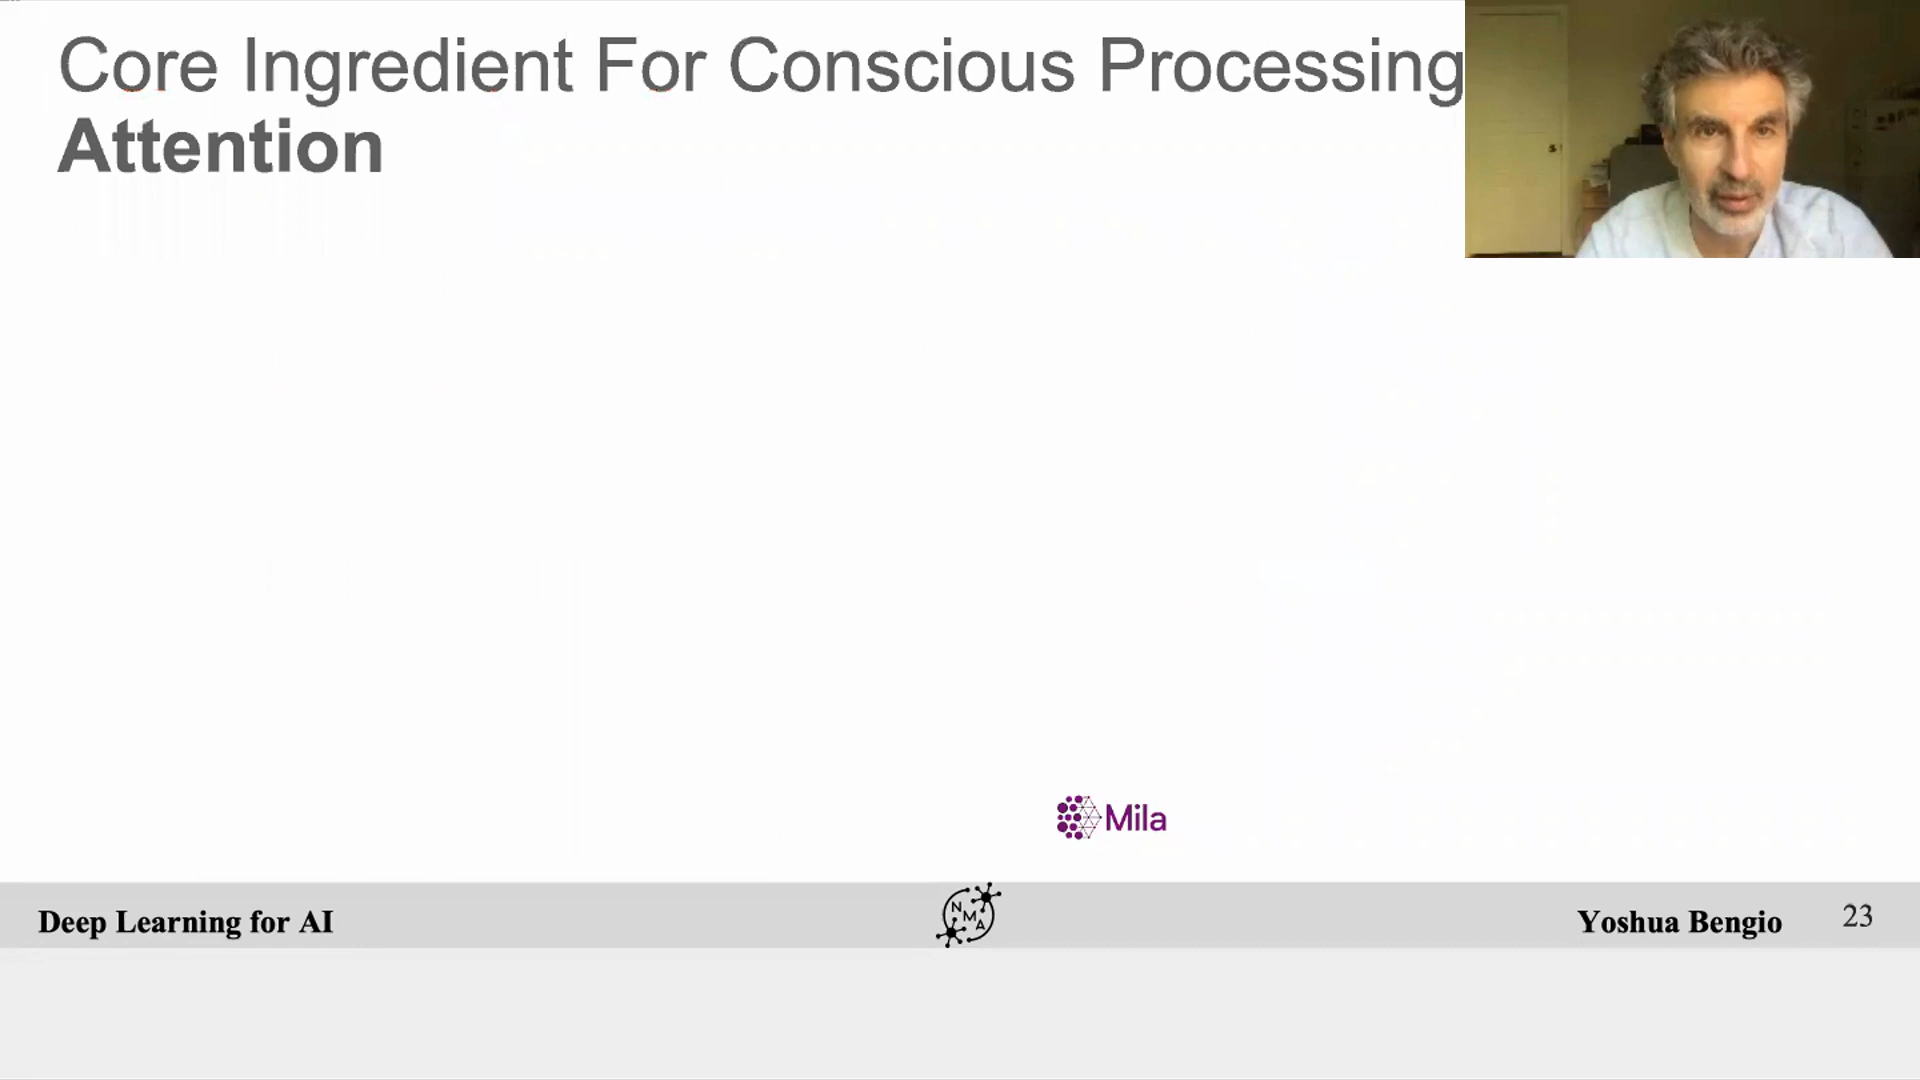 Core Ingredient For Conscious Processing
Attention
Mila
NMA
Deep Learning for AI
Yoshua Bengio
23